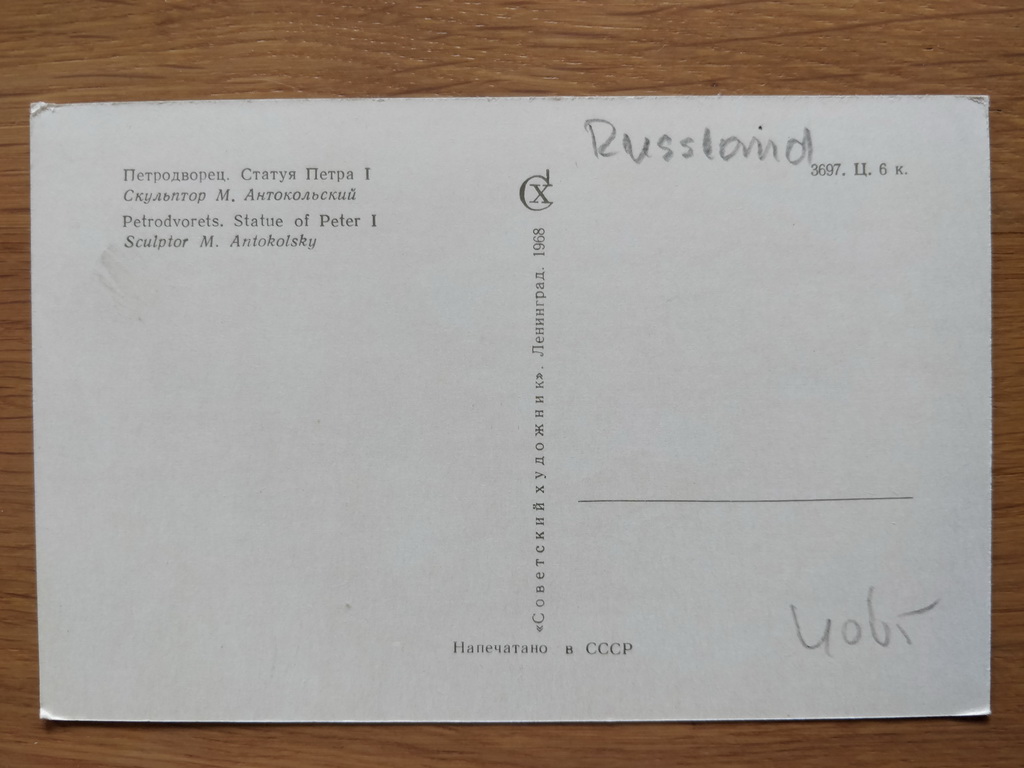 Петродворец. Статуя Петра I
Скульптор М. Антокольский
Petrodvorets. Statue of Peter I
Sculptor M. Antokolsky
СХ
«Советский художник». Ленинград. 1968
Напечатано в СССР
Russland
3697. Ц. 6 к.